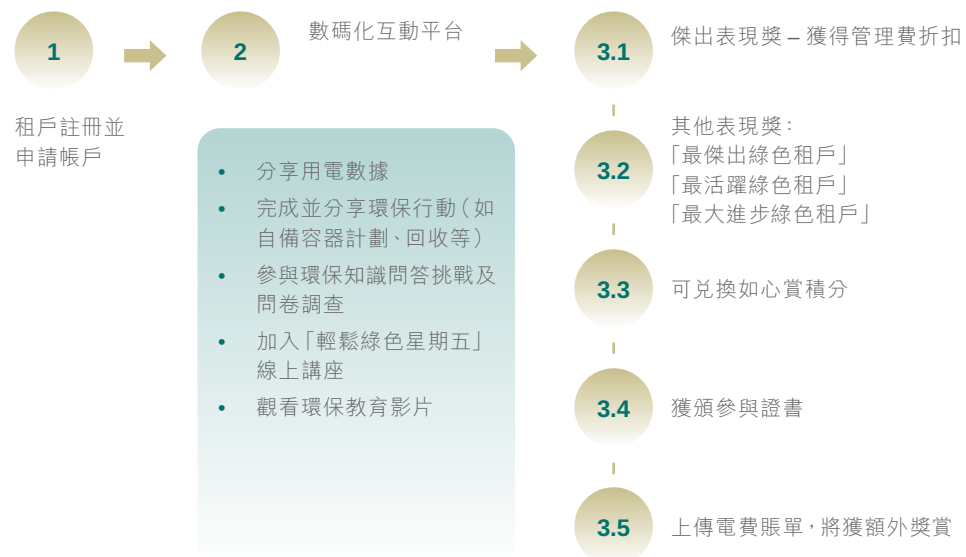 1
租戶註冊並
申請帳戶
2
數碼化互動平台
• 分享用電數據
• 完成並分享環保行動（如
自備容器計劃、回收等）
• 參與環保知識問答挑戰及
問卷調查
• 加入「輕鬆綠色星期五」
線上講座
• 觀看環保教育影片
3.1
傑出表現獎 – 獲得管理費折扣
3.2
其他表現獎：
「最傑出綠色租戶」
「最活躍綠色租戶」
「最大進步綠色租戶」
3.3
可兌換如心賞積分
3.4
獲頒參與證書
3.5
上傳電費賬單，將獲額外獎賞